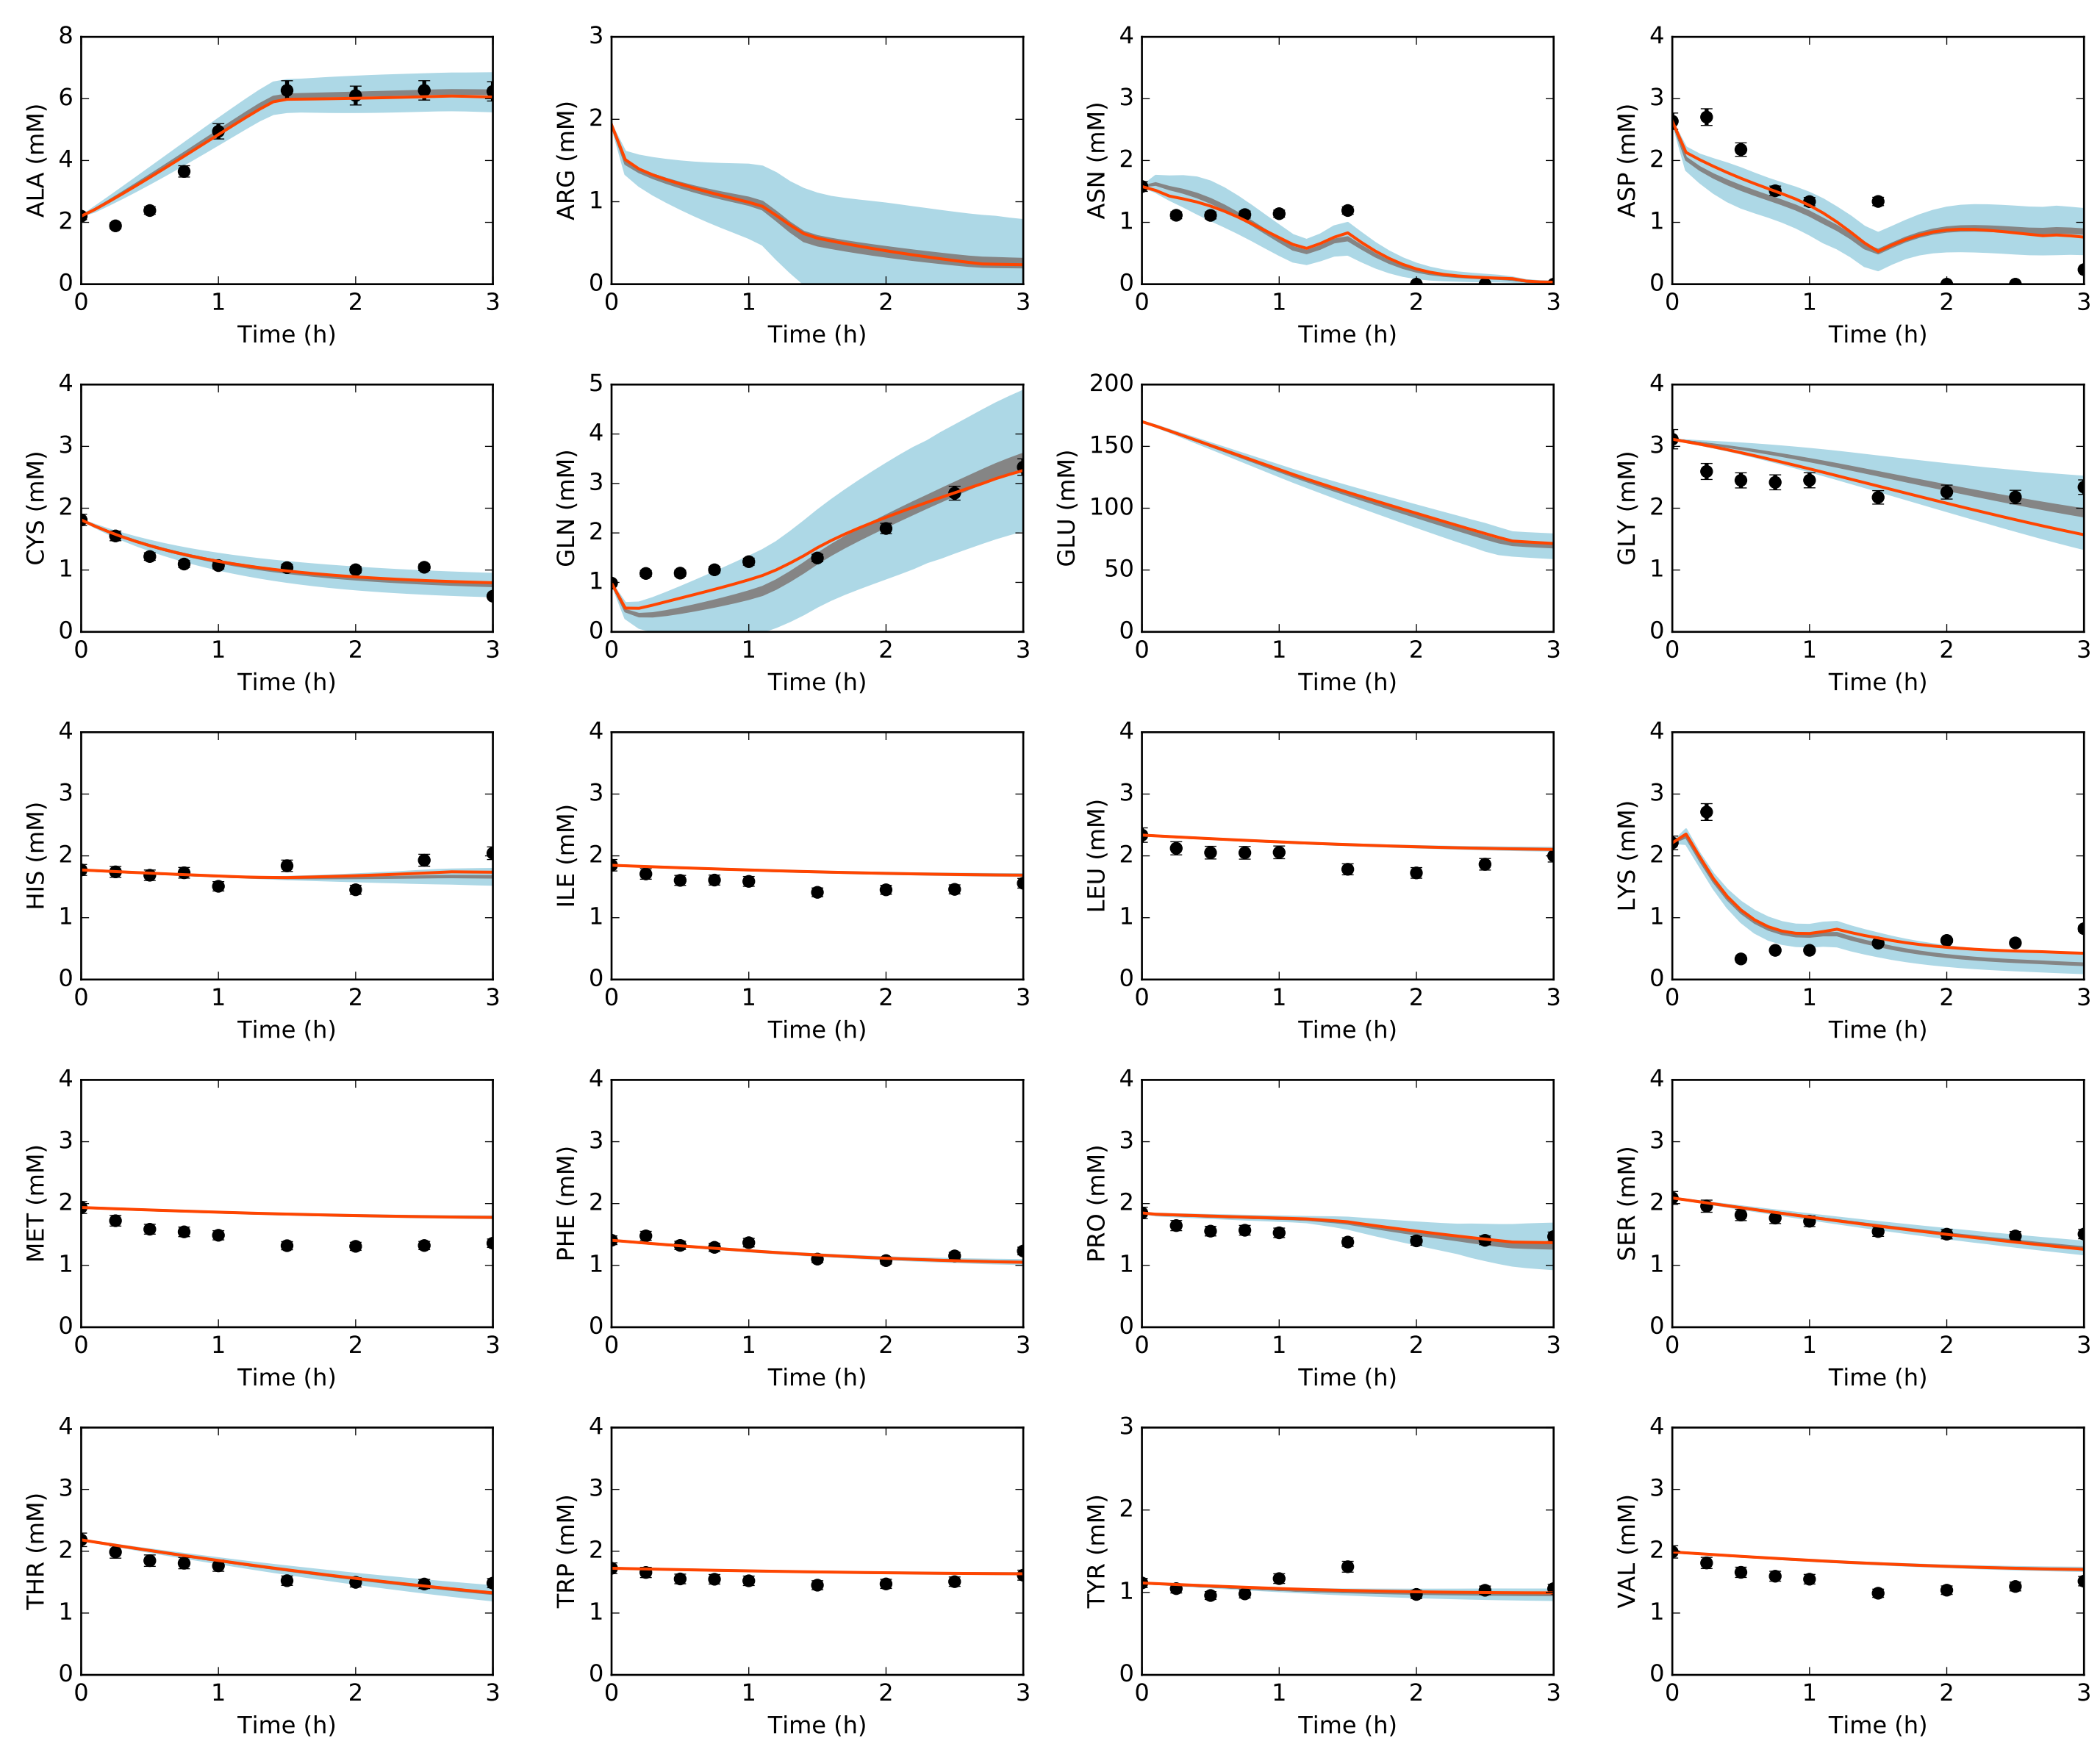 ALA (mM)
8
6
4
2
0
0 1 2 3
Time (h)
ARG (mM)
3
2
1
0
0 1 2 3
Time (h)
ASN (mM)
4
3
2
1
0
0 1 2 3
Time (h)
ASP (mM)
4
3
2
1
0
0 1 2 3
Time (h)
CYS (mM)
4
3
2
1
0
0 1 2 3
Time (h)
GLN (mM)
5
4
3
2
1
0
0 1 2 3
Time (h)
GLU (mM)
200
150
100
50
0
0 1 2 3
Time (h)
GLY (mM)
4
3
2
1
0
0 1 2 3
Time (h)
HIS (mM)
4
3
2
1
0
0 1 2 3
Time (h)
ILE (mM)
4
3
2
1
0
0 1 2 3
Time (h)
LEU (mM)
4
3
2
1
0
0 1 2 3
Time (h)
LYS (mM)
4
3
2
1
0
0 1 2 3
Time (h)
MET (mM)
4
3
2
1
0
0 1 2 3
Time (h)
PHE (mM)
4
3
2
1
0
0 1 2 3
Time (h)
PRO (mM)
4
3
2
1
0
0 1 2 3
Time (h)
SER (mM)
4
3
2
1
0
0 1 2 3
Time (h)
THR (mM)
4
3
2
1
0
0 1 2 3
Time (h)
TRP (mM)
4
3
2
1
0
0 1 2 3
Time (h)
TYR (mM)
3
2
1
0
0 1 2 3
Time (h)
VAL (mM)
4
3
2
1
0
0 1 2 3
Time (h)